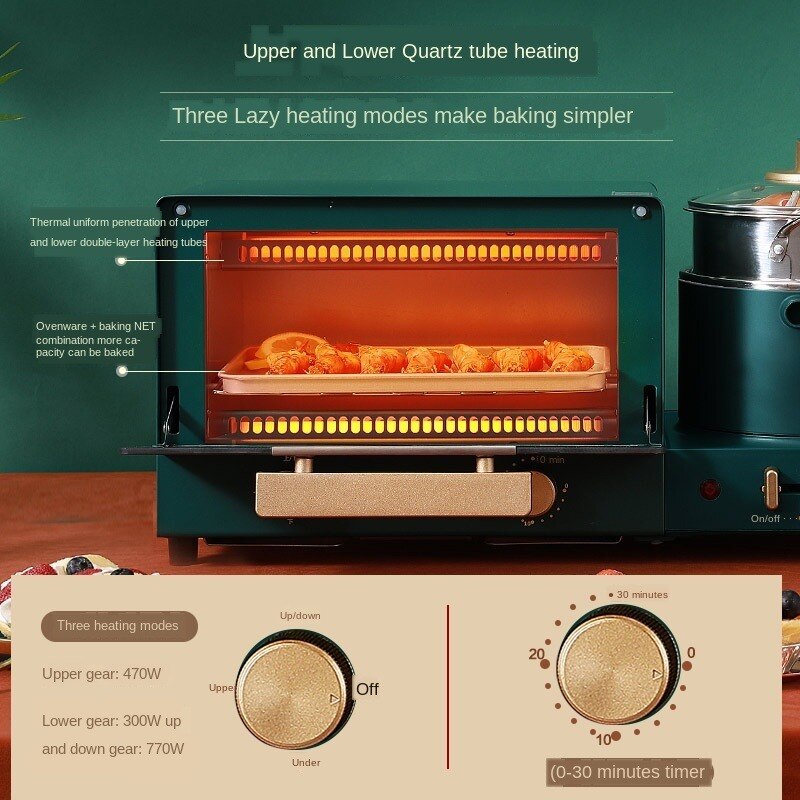 Upper and Lower Quartz tube heating
Three Lazy heating modes make baking simpler
Thermal uniform penetration of upper
and lower double-layer heating tubes
Ovenware + baking NET
combination more ca-
pacity can be baked
0 min
On/off
Three heating modes
Upper gear: 470W
Lower gear: 300W up
and down gear: 770W
Up/down
Upper
Off
Under
30 minutes
20
0
10
(0-30 minutes timer